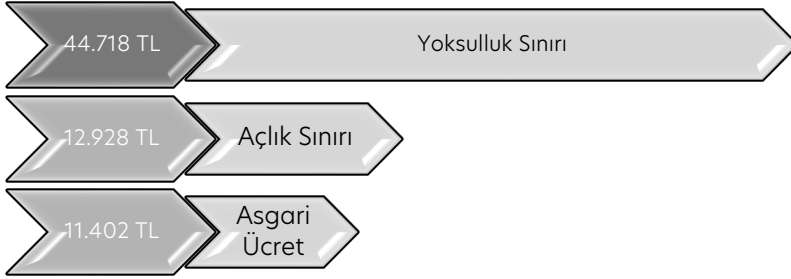 44.718 TL Yoksulluk Sınırı
12.928 TL Açlık Sınırı
11.402 TL Asgari
Ücret